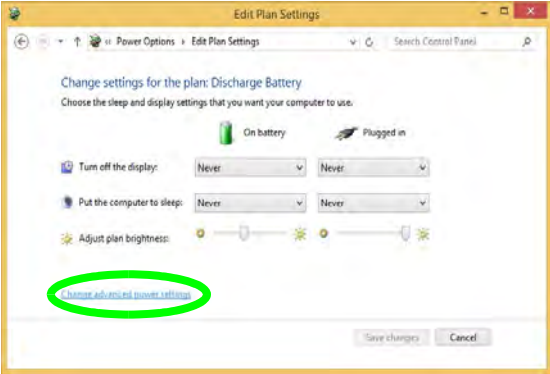 Edit Plan Settings
« Power Options › Edit Plan Settings Search Control Panel
Change settings for the plan: Discharge Battery
Choose the sleep and display settings that you want your computer to use.
On battery Plugged in
Turn off the display: Never Never
Put the computer to sleep: Never Never
Adjust plan brightness:
Change advanced power settings
Save changes Cancel